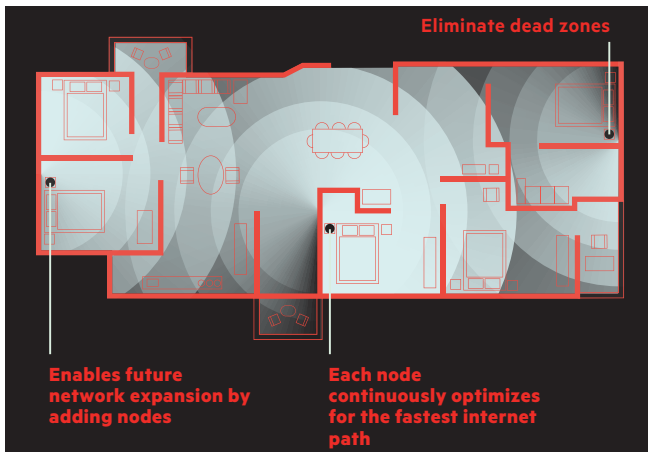 Eliminate dead zones
Enables future
network expansion by
adding nodes
Each node
continuously optimizes
for the fastest internet
path